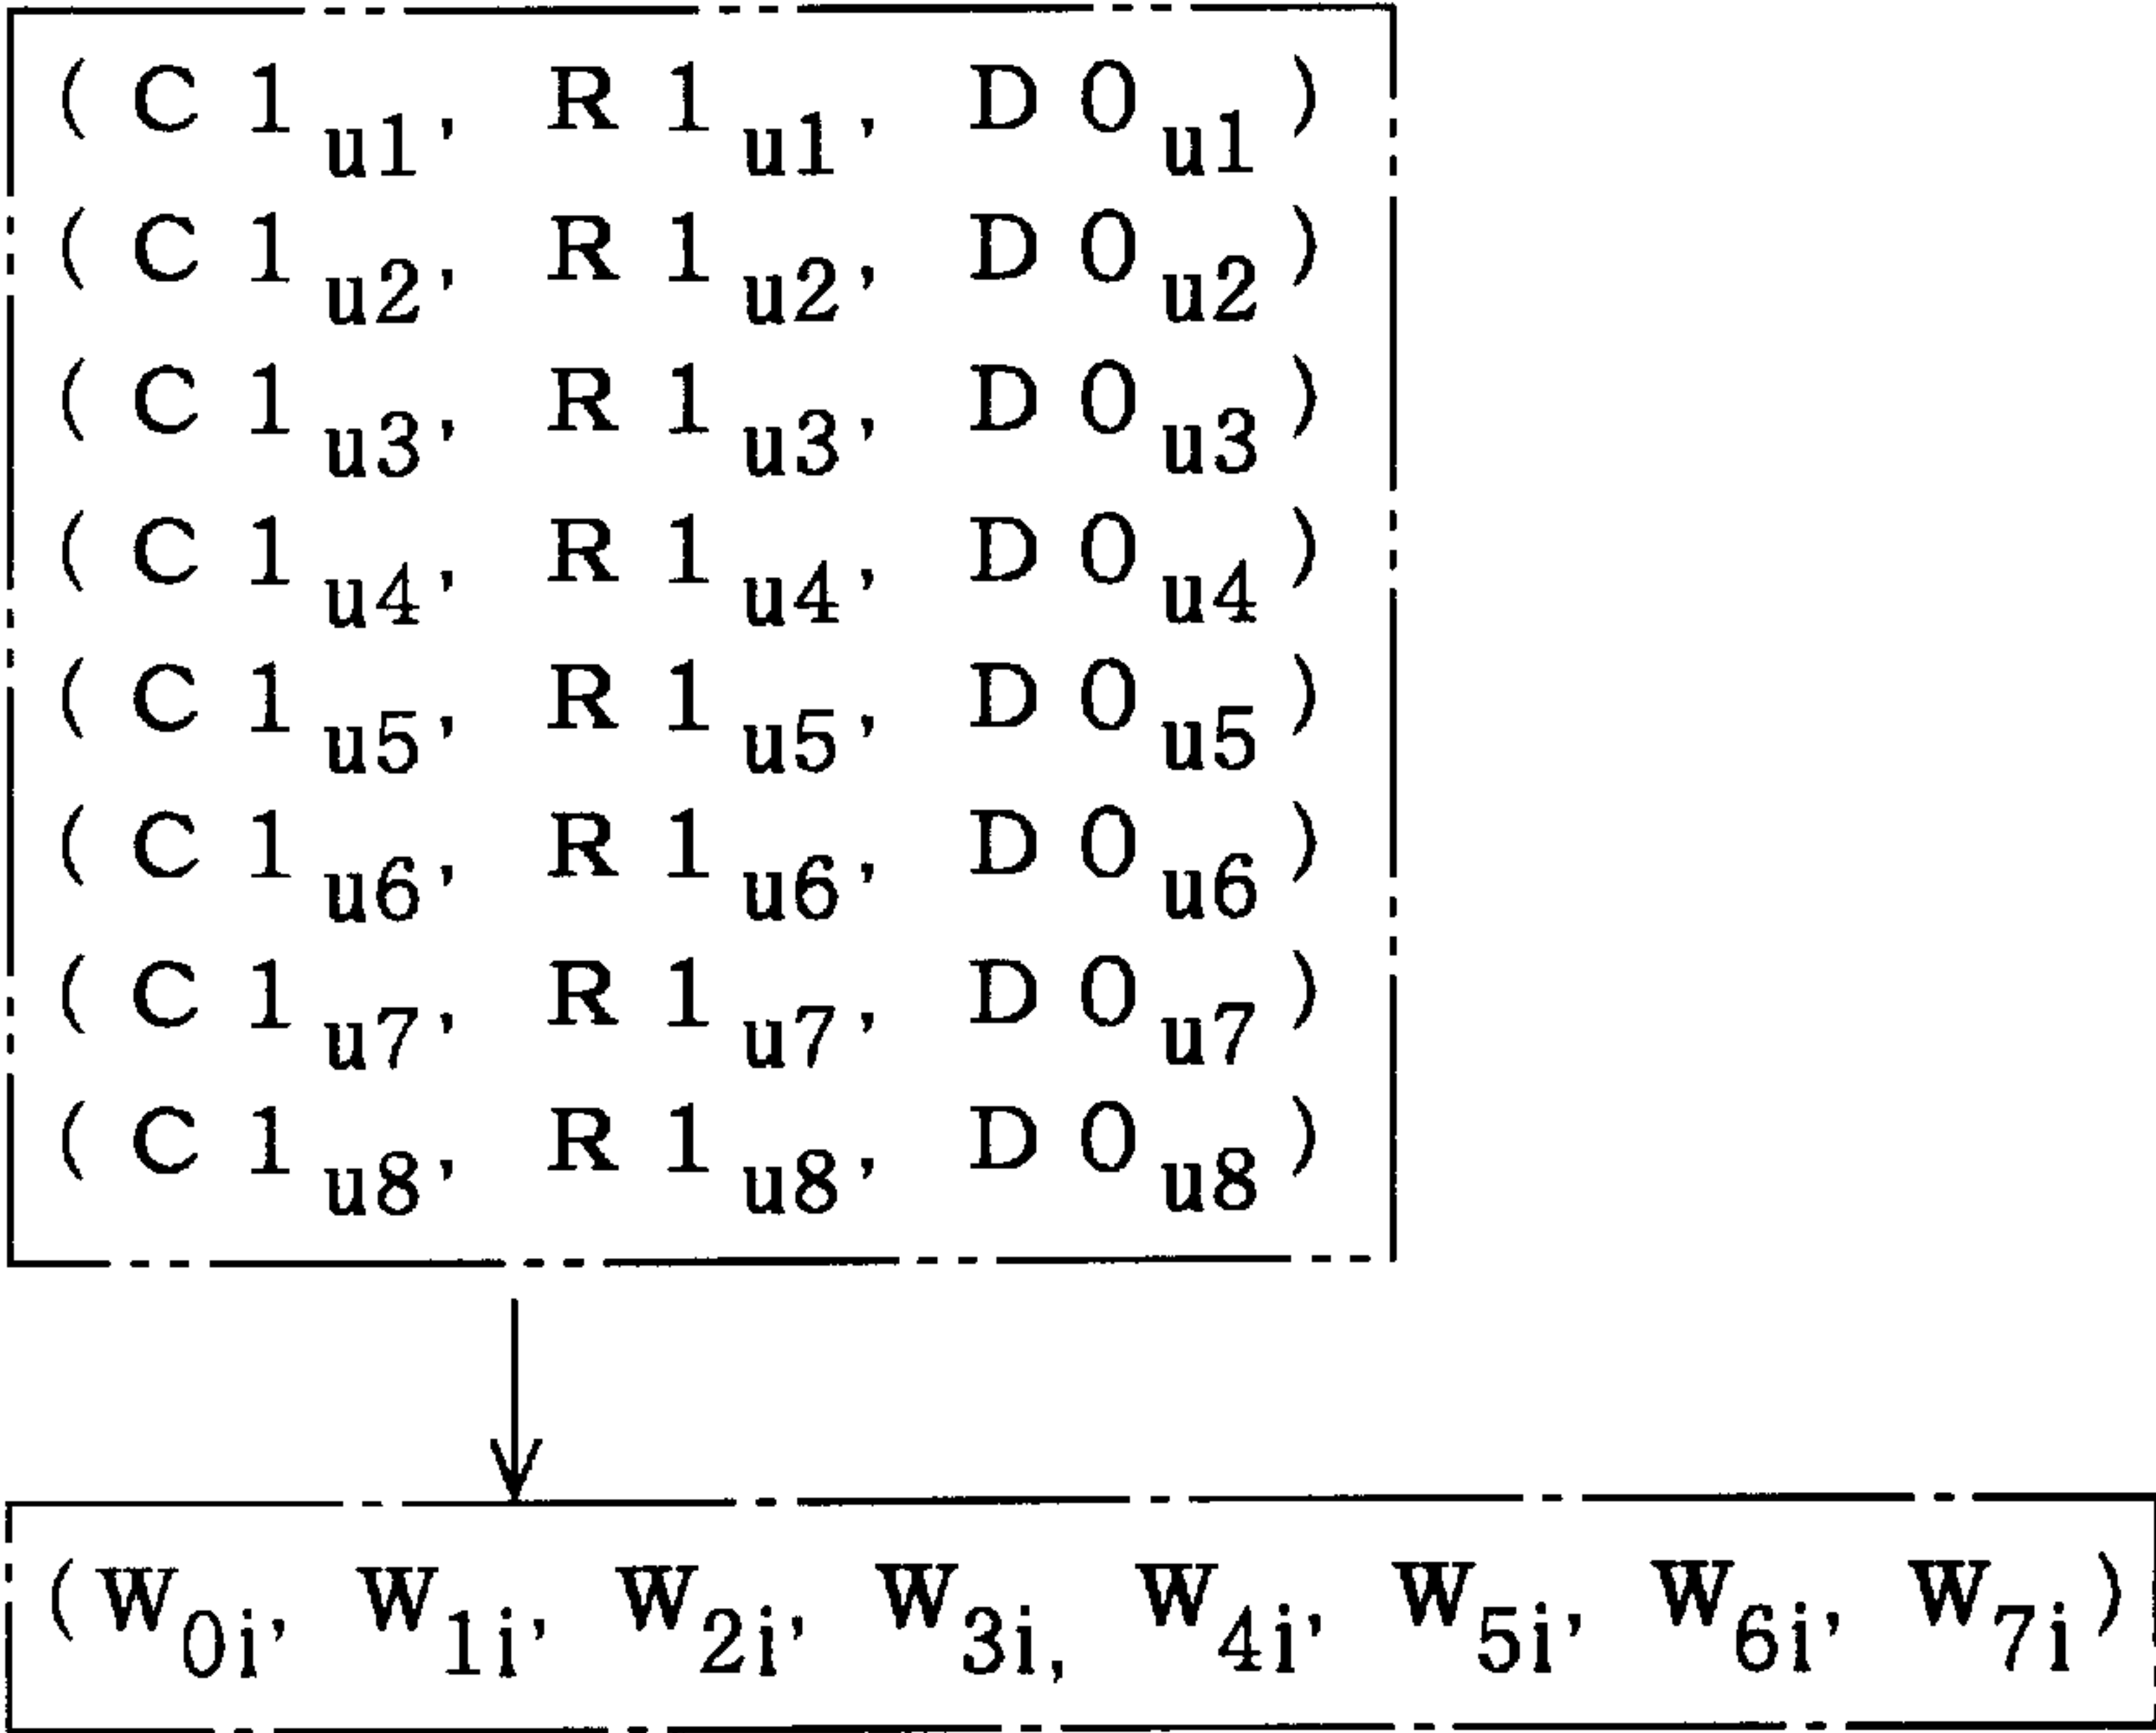 (C1u1, R1u1, D0u1)
(C1u2, R1u2, D0u2)
(C1u3, R1u3, D0u3)
(C1u4, R1u4, D0u4)
(C1u5, R1u5, D0u5)
(C1u6, R1u6, D0u6)
(C1u7, R1u7, D0u7)
(C1u8, R1u8, D0u8)
(W0i, W1i, W2i, W3i, W4i, W5i, W6i, W7i)